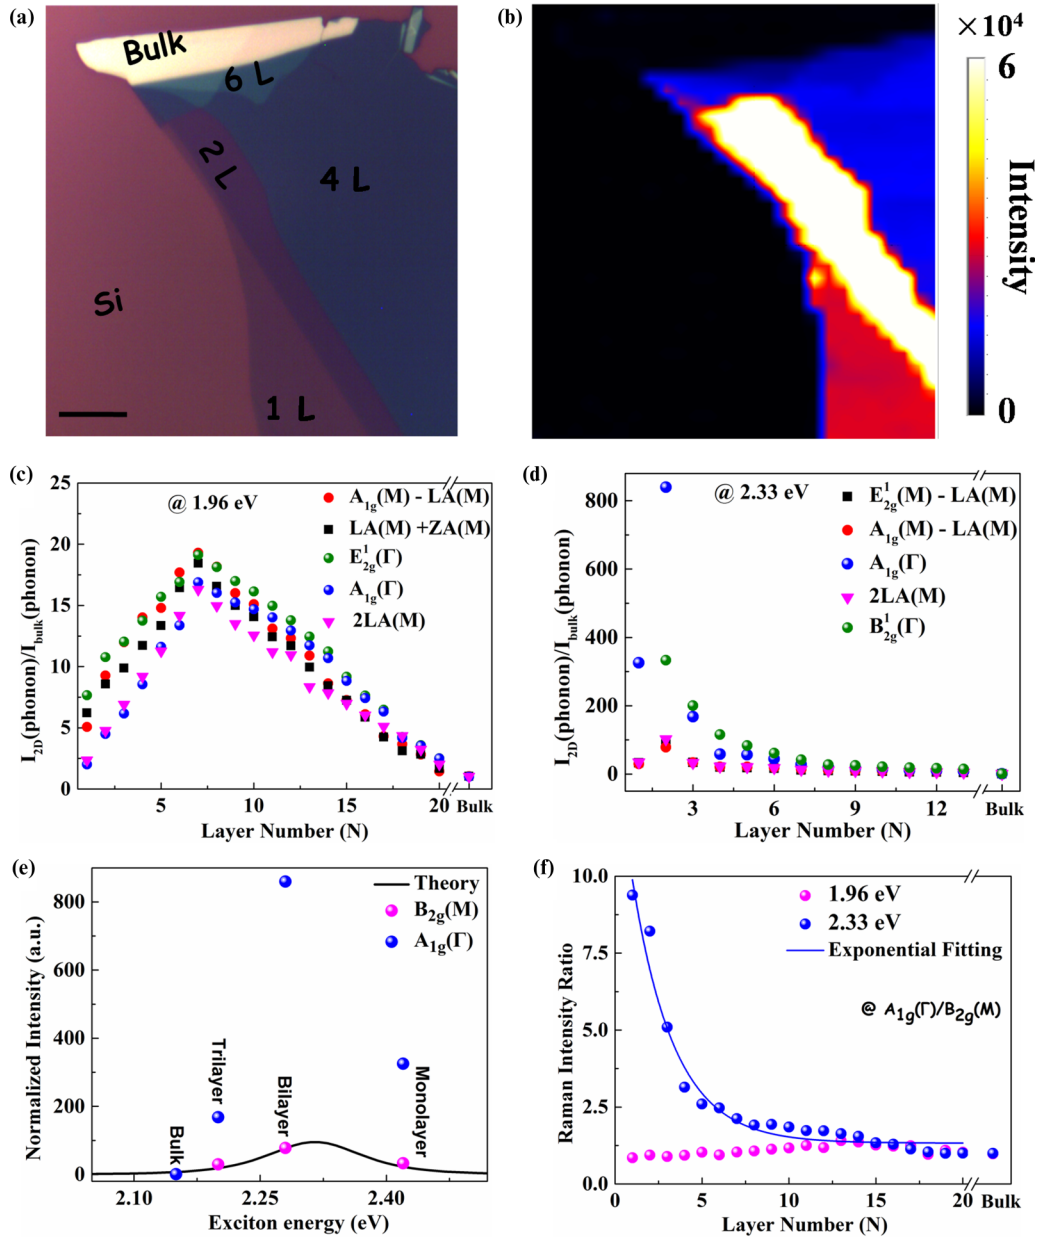 (a)
Bulk
6 L
2 L
4 L
Si
1 L
(b)
×10⁴
6
Intensity
0
(c)
@ 1.96 eV
A₁g(M) - LA(M)
LA(M) +ZA(M)
E¹₂g(Γ)
A₁g(Γ)
2LA(M)
I₂D(phonon)/Ibulk(phonon)
25
20
15
10
5
0
5 10 15 20 Bulk
Layer Number (N)
(d)
@ 2.33 eV
E¹₂g(M) - LA(M)
A₁g(M) - LA(M)
A₁g(Γ)
2LA(M)
B¹₂g(Γ)
I₂D(phonon)/Ibulk(phonon)
800
600
400
200
0
3 6 9 12 Bulk
Layer Number (N)
(e)
Theory
B₂g(M)
A₁g(Γ)
Normalized Intensity (a.u.)
800
600
400
200
0
Bulk
Trilayer
Bilayer
Monolayer
2.10 2.25 2.40
Exciton energy (eV)
(f)
1.96 eV
2.33 eV
Exponential Fitting
@ A₁g(Γ)/B₂g(M)
Raman Intensity Ratio
10.0
7.5
5.0
2.5
0.0
0 5 10 15 20 Bulk
Layer Number (N)